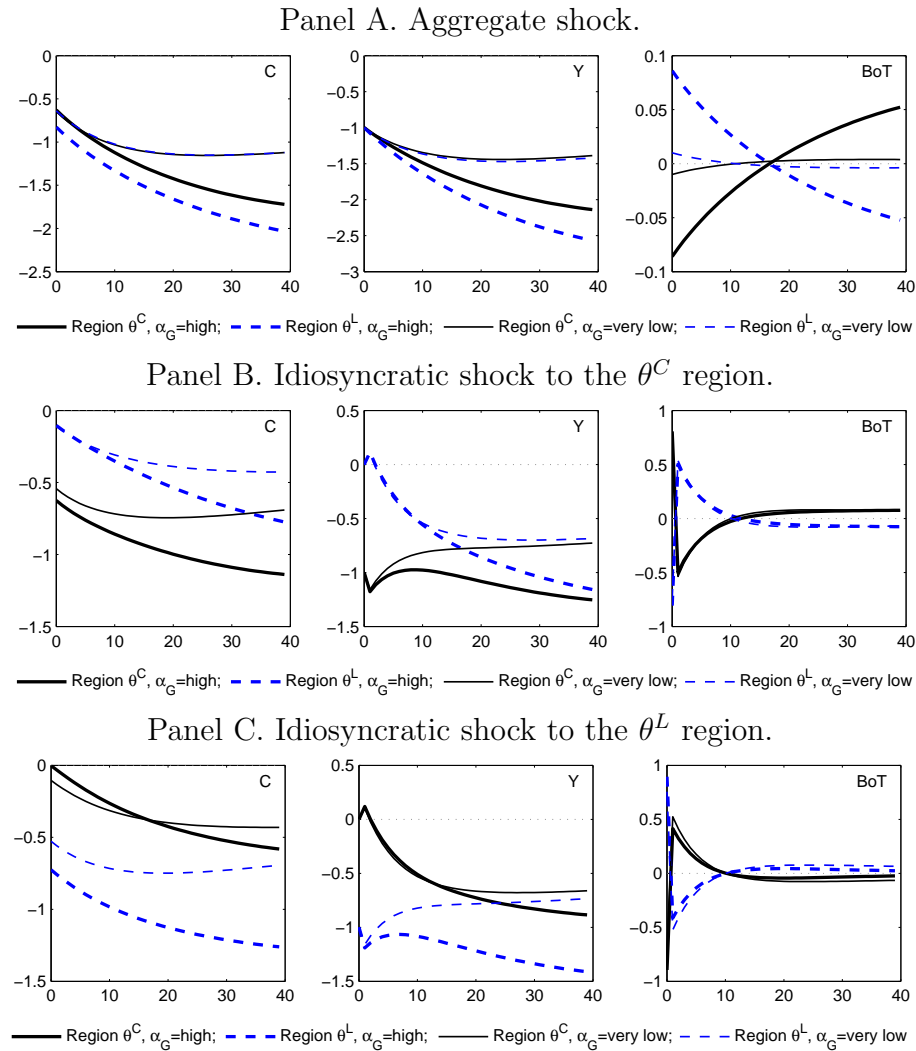 Panel A. Aggregate shock.
C
Y
BoT
0
−0.5
−1
−1.5
−2
−2.5
0 10 20 30 40
0
−0.5
−1
−1.5
−2
−2.5
−3
0 10 20 30 40
0.1
0.05
0
−0.05
0.1
0 10 20 30 40
Region θ^C, α_G=high; Region θ^L, α_G=high; Region θ^C, α_G=very low; Region θ^L, α_G=very low
Panel B. Idiosyncratic shock to the θ^C region.
C
Y
BoT
0
−0.5
−1
−1.5
0 10 20 30 40
0.5
0
−0.5
−1
−1.5
0 10 20 30 40
1
0.5
0
−0.5
−1
0 10 20 30 40
Region θ^C, α_G=high; Region θ^L, α_G=high; Region θ^C, α_G=very low; Region θ^L, α_G=very low
Panel C. Idiosyncratic shock to the θ^L region.
C
Y
BoT
0
−0.5
−1
−1.5
0 10 20 30 40
0.5
0
−0.5
−1
−1.5
0 10 20 30 40
1
0.5
0
−0.5
−1
0 10 20 30 40
Region θ^C, α_G=high; Region θ^L, α_G=high; Region θ^C, α_G=very low; Region θ^L, α_G=very low